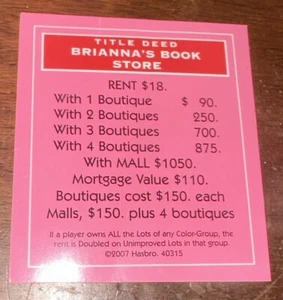 TITLE DEED
BRIANNA'S BOOK
STORE
RENT $18.
With 1 Boutique $ 90.
With 2 Boutiques 250.
With 3 Boutiques 700.
With 4 Boutiques 875.
With MALL $1050.
Mortgage Value $110.
Boutiques cost $150. each
Malls, $150. plus 4 boutiques
If a player owns ALL the Lots of any Color-Group, the
rent is Doubled on Unimproved Lots in that group.
©2007 Hasbro. 40315